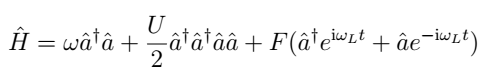 Ĥ = ωâ†â + U/2 â†â†ââ + F(â†e^{iω_L t} + âe^{−iω_L t})